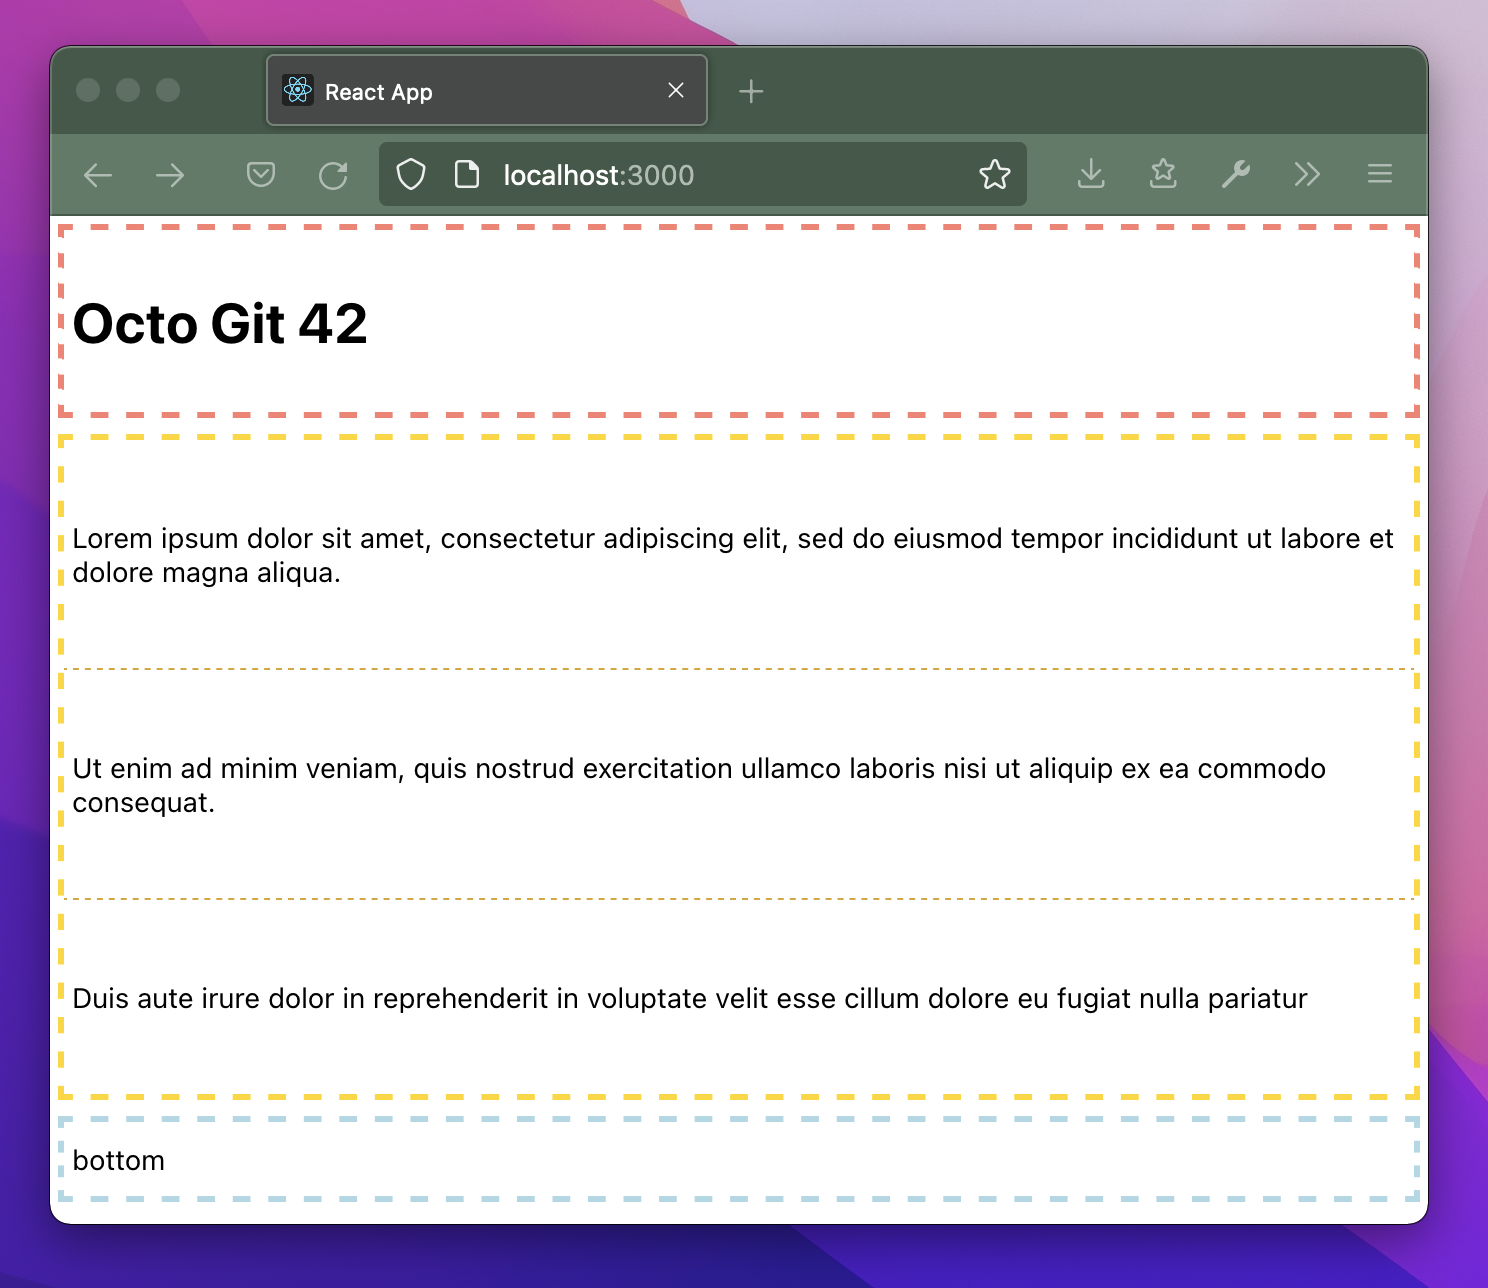 React App
localhost:3000
Octo Git 42
Lorem ipsum dolor sit amet, consectetur adipiscing elit, sed do eiusmod tempor incididunt ut labore et
dolore magna aliqua.
Ut enim ad minim veniam, quis nostrud exercitation ullamco laboris nisi ut aliquip ex ea commodo
consequat.
Duis aute irure dolor in reprehenderit in voluptate velit esse cillum dolore eu fugiat nulla pariatur
bottom